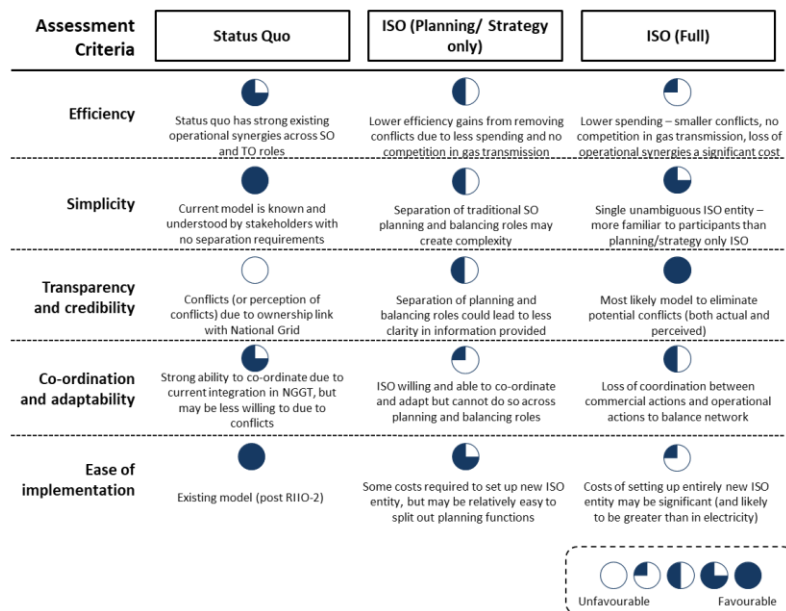 Assessment
Criteria
Status Quo
ISO (Planning/ Strategy
only)
ISO (Full)
Efficiency
Status quo has strong existing
operational synergies across SO
and TO roles
Lower efficiency gains from removing
conflicts due to less spending and no
competition in gas transmission
Lower spending – smaller conflicts, no
competition in gas transmission, loss of
operational synergies a significant cost
Simplicity
Current model is known and
understood by stakeholders with
no separation requirements
Separation of traditional SO
planning and balancing roles may
create complexity
Single unambiguous ISO entity –
more familiar to participants than
planning/strategy only ISO
Transparency
and credibility
Conflicts (or perception of
conflicts) due to ownership link
with National Grid
Separation of planning and
balancing roles could lead to less
clarity in information provided
Most likely model to eliminate
potential conflicts (both actual and
perceived)
Co-ordination
and adaptability
Strong ability to co-ordinate due to
current integration in NGGT, but
may be less willing to due to
conflicts
ISO willing and able to co-ordinate
and adapt but cannot do so across
planning and balancing roles
Loss of coordination between
commercial actions and operational
actions to balance network
Ease of
implementation
Existing model (post RIIO-2)
Some costs required to set up new ISO
entity, but may be relatively easy to
split out planning functions
Costs of setting up entirely new ISO
entity may be significant (and likely
to be greater than in electricity)
Unfavourable
Favourable